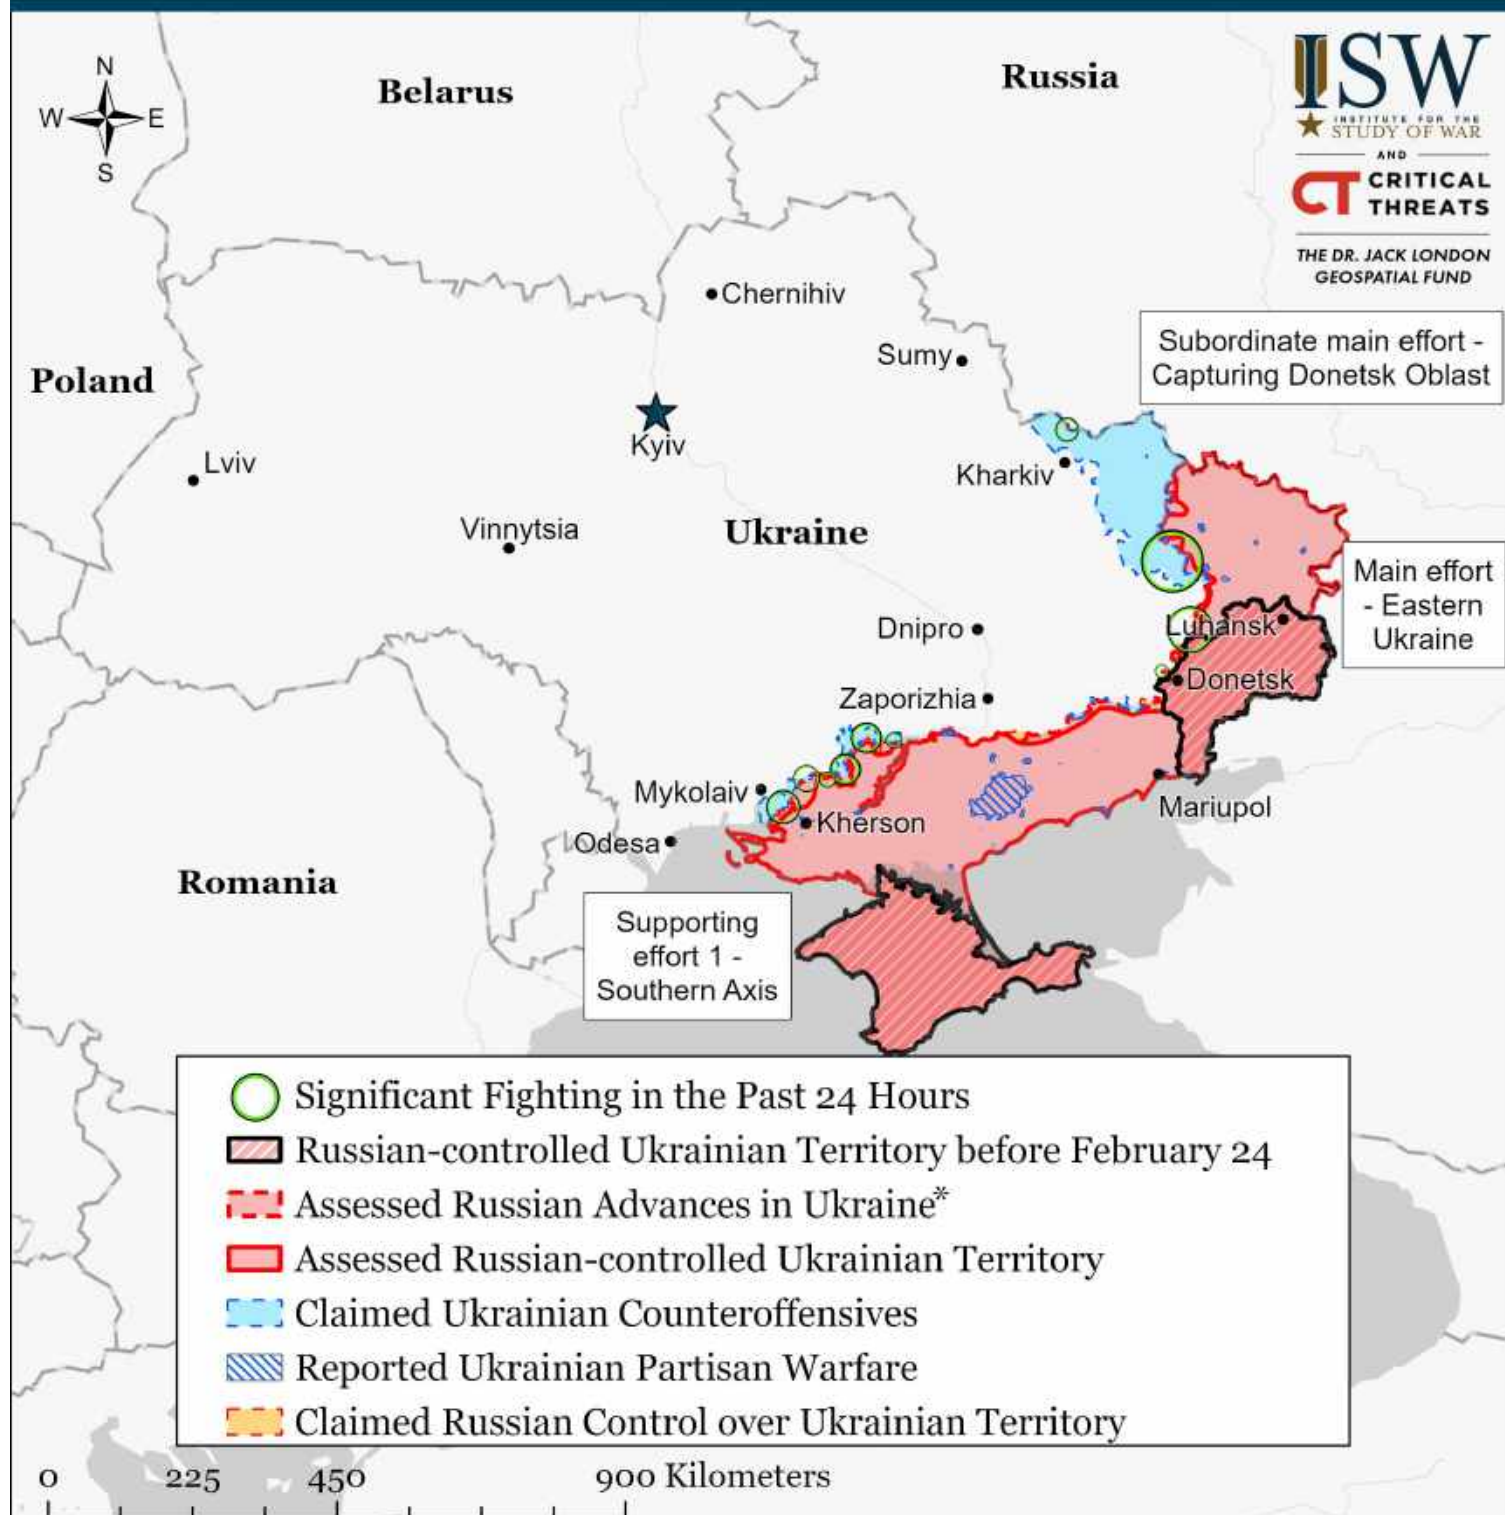 N
W E
S
Belarus
Russia
ISW
INSTITUTE FOR THE
STUDY OF WAR
AND
CT CRITICAL
THREATS
THE DR. JACK LONDON
GEOSPATIAL FUND
Chernihiv
Sumy
Subordinate main effort -
Capturing Donetsk Oblast
Poland
Kyiv
Lviv
Kharkiv
Vinnytsia
Ukraine
Main effort
- Eastern
Ukraine
Dnipro
Luhansk
Donetsk
Zaporizhia
Mykolaiv
Mariupol
Kherson
Odesa
Romania
Supporting
effort 1 -
Southern Axis
Significant Fighting in the Past 24 Hours
Russian-controlled Ukrainian Territory before February 24
Assessed Russian Advances in Ukraine*
Assessed Russian-controlled Ukrainian Territory
Claimed Ukrainian Counteroffensives
Reported Ukrainian Partisan Warfare
Claimed Russian Control over Ukrainian Territory
0 225 450 900 Kilometers